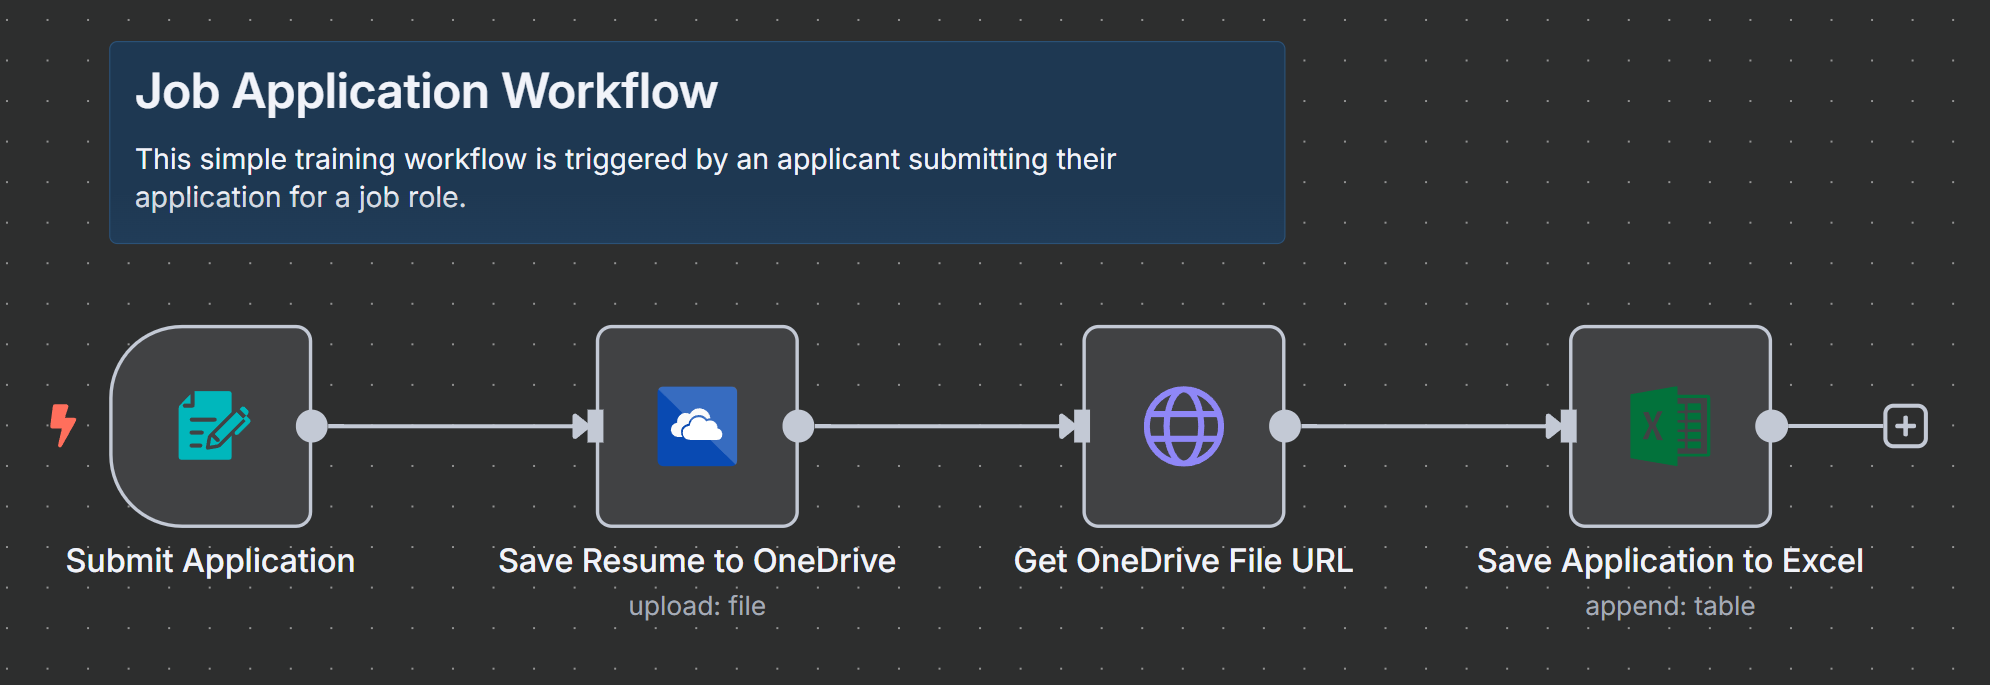 Job Application Workflow
This simple training workflow is triggered by an applicant submitting their
application for a job role.
Submit Application
Save Resume to OneDrive
upload: file
Get OneDrive File URL
X
Save Application to Excel
append: table